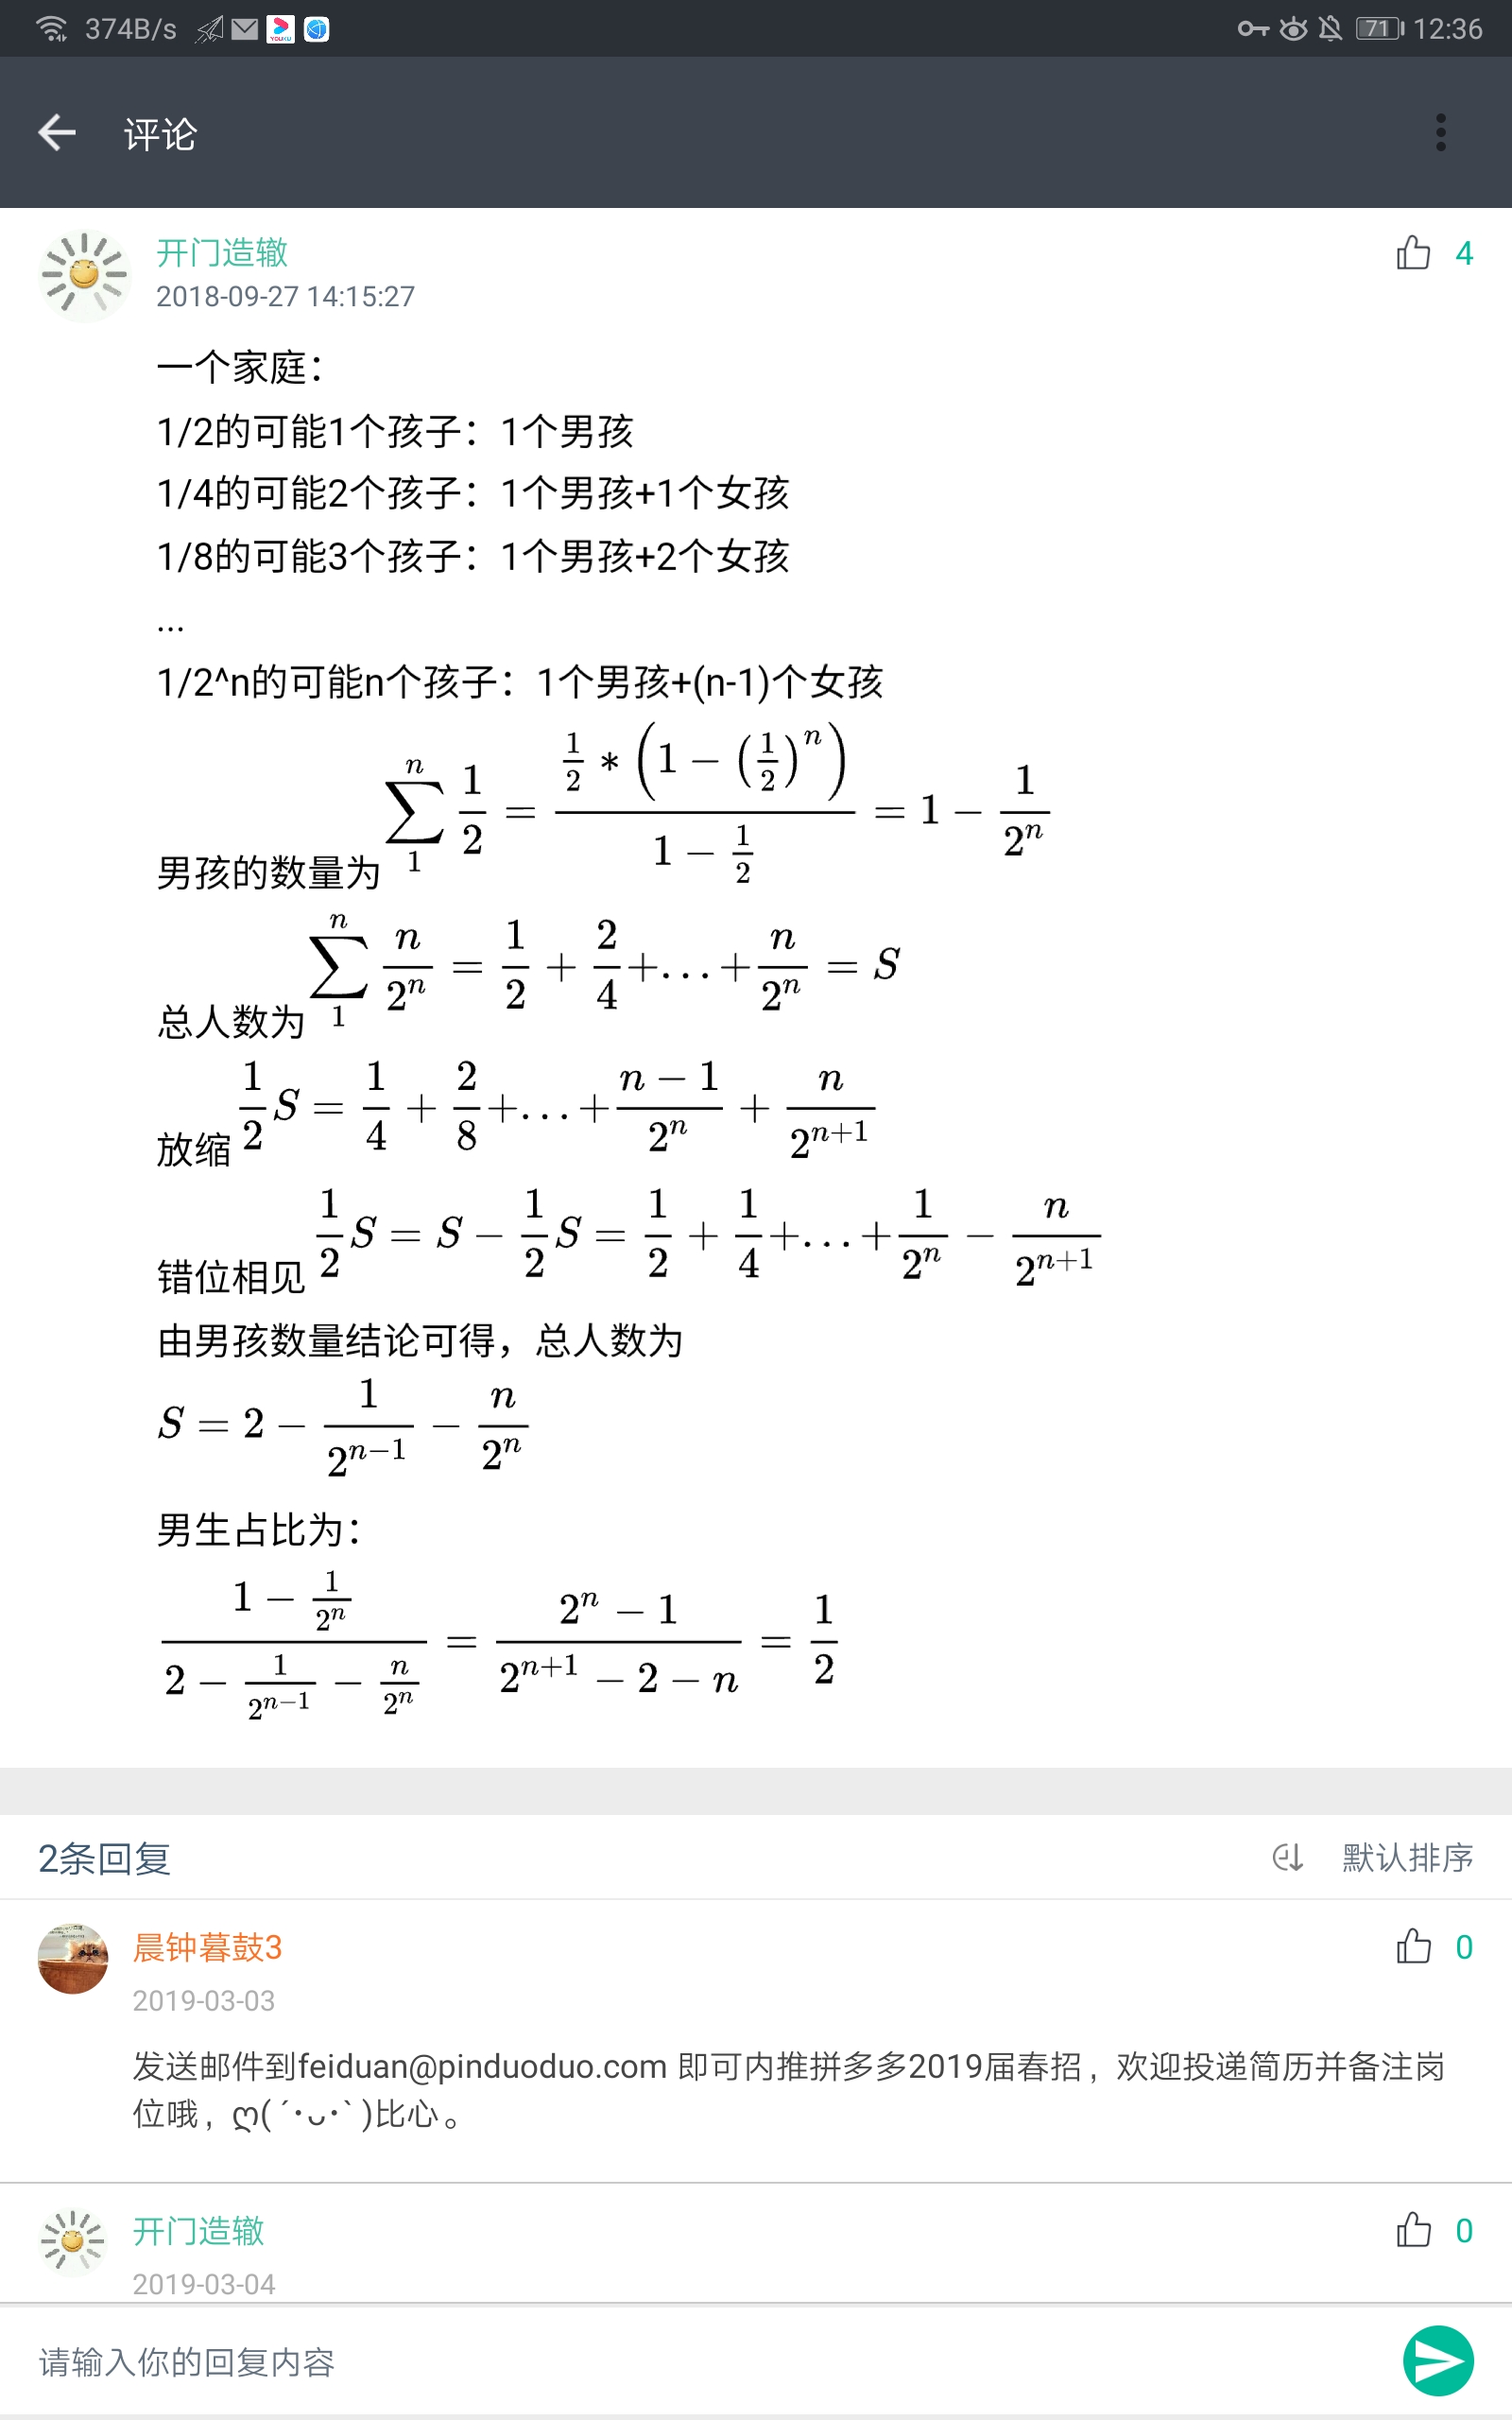 374B/s 71 12:36
YOUKU
评论
开门造辙 4
2018-09-27 14:15:27
一个家庭：
1/2的可能1个孩子：1个男孩
1/4的可能2个孩子：1个男孩+1个女孩
1/8的可能3个孩子：1个男孩+2个女孩
...
1/2^n的可能n个孩子：1个男孩+(n-1)个女孩
男孩的数量为 \sum_{1}^{n} \frac{1}{2} = \frac{\frac{1}{2} * \left(1 - \left(\frac{1}{2}\right)^n\right)}{1 - \frac{1}{2}} = 1 - \frac{1}{2^n}
总人数为 \sum_{1}^{n} \frac{n}{2^n} = \frac{1}{2} + \frac{2}{4} + ... + \frac{n}{2^n} = S
放缩 \frac{1}{2}S = \frac{1}{4} + \frac{2}{8} + ... + \frac{n-1}{2^n} + \frac{n}{2^{n+1}}
错位相见 \frac{1}{2}S = S - \frac{1}{2}S = \frac{1}{2} + \frac{1}{4} + ... + \frac{1}{2^n} - \frac{n}{2^{n+1}}
由男孩数量结论可得，总人数为
S = 2 - \frac{1}{2^{n-1}} - \frac{n}{2^n}
男生占比为：
\frac{1 - \frac{1}{2^n}}{2 - \frac{1}{2^{n-1}} - \frac{n}{2^n}} = \frac{2^n - 1}{2^{n+1} - 2 - n} = \frac{1}{2}
2条回复 默认排序
晨钟暮鼓3 0
2019-03-03
发送邮件到feiduan@pinduoduo.com 即可内推拼多多2019届春招，欢迎投递简历并备注岗
位哦，ღ( ´･ᴗ･` )比心。
开门造辙 0
2019-03-04
请输入你的回复内容